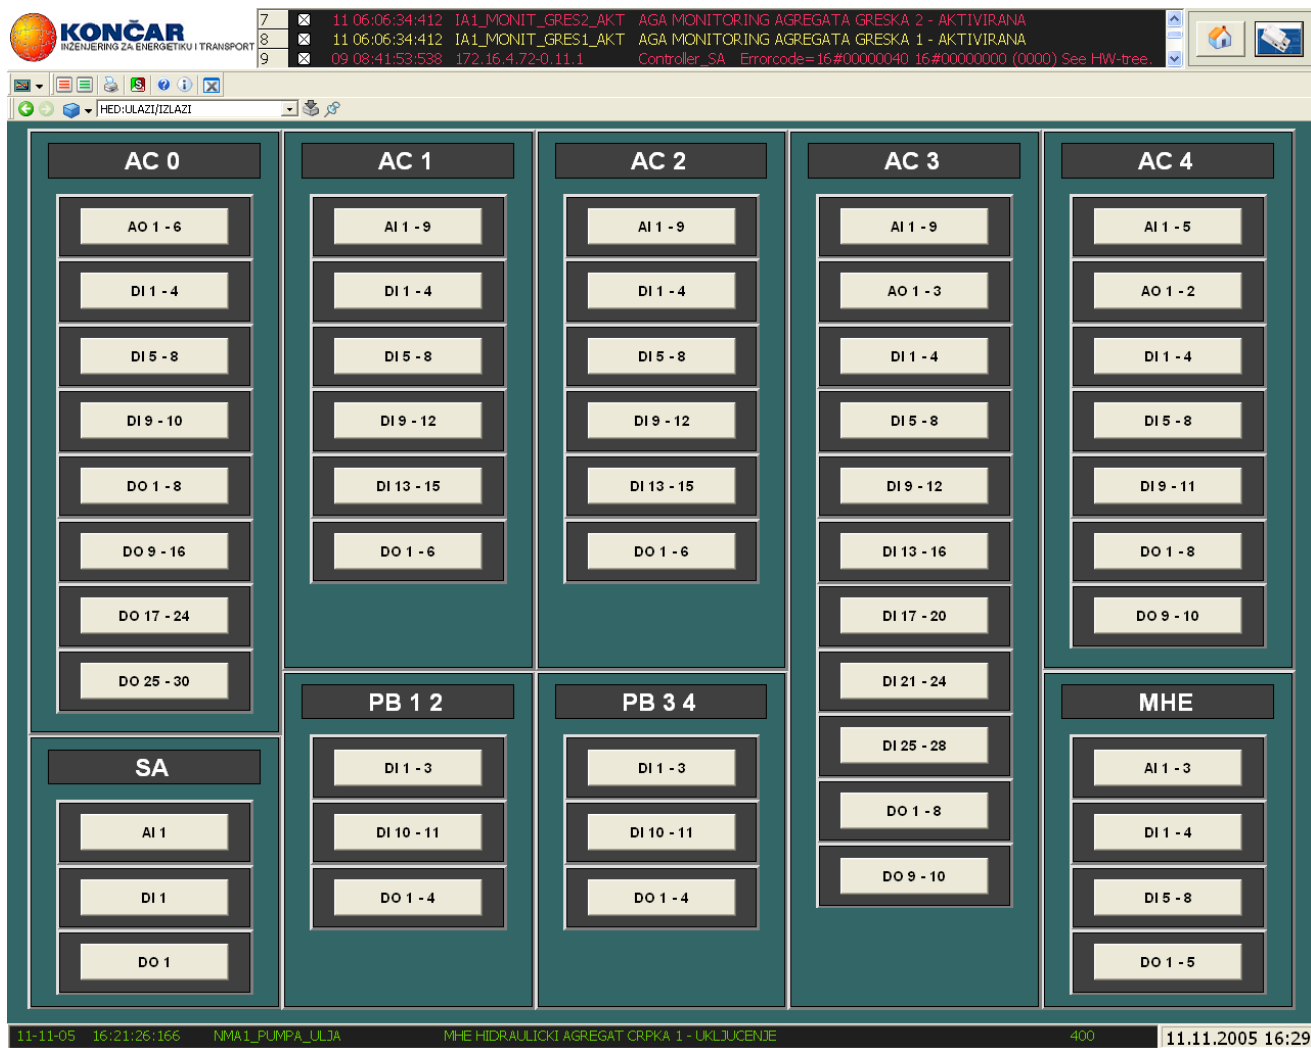 KONČAR
INŽENJERING ZA ENERGETIKU I TRANSPORT
7 11 06:06:34:412 IA1_MONIT_GRES2_AKT AGA MONITORING AGREGATA GRESKA 2 - AKTIVIRANA
8 11 06:06:34:412 IA1_MONIT_GRES1_AKT AGA MONITORING AGREGATA GRESKA 1 - AKTIVIRANA
9 09 08:41:53:538 172.16.4.72-0.11.1 Controller_SA Errorcode=16#00000040 16#00000000 (0000) See HW-tree.
HED:ULAZI/IZLAZI
AC 0
AO 1 - 6
DI 1 - 4
DI 5 - 8
DI 9 - 10
DO 1 - 8
DO 9 - 16
DO 17 - 24
DO 25 - 30
SA
AI 1
DI 1
DO 1
AC 1
AI 1 - 9
DI 1 - 4
DI 5 - 8
DI 9 - 12
DI 13 - 15
DO 1 - 6
PB 1 2
DI 1 - 3
DI 10 - 11
DO 1 - 4
AC 2
AI 1 - 9
DI 1 - 4
DI 5 - 8
DI 9 - 12
DI 13 - 15
DO 1 - 6
PB 3 4
DI 1 - 3
DI 10 - 11
DO 1 - 4
AC 3
AI 1 - 9
AO 1 - 3
DI 1 - 4
DI 5 - 8
DI 9 - 12
DI 13 - 16
DI 17 - 20
DI 21 - 24
DI 25 - 28
DO 1 - 8
DO 9 - 10
AC 4
AI 1 - 5
AO 1 - 2
DI 1 - 4
DI 5 - 8
DI 9 - 11
DO 1 - 8
DO 9 - 10
MHE
AI 1 - 3
DI 1 - 4
DI 5 - 8
DO 1 - 5
11-11-05 16:21:26:166 NMA1_PUMPA_ULJA MHE HIDRAULICKI AGREGAT CRPKA 1 - UKLJUCENJE 400 11.11.2005 16:29